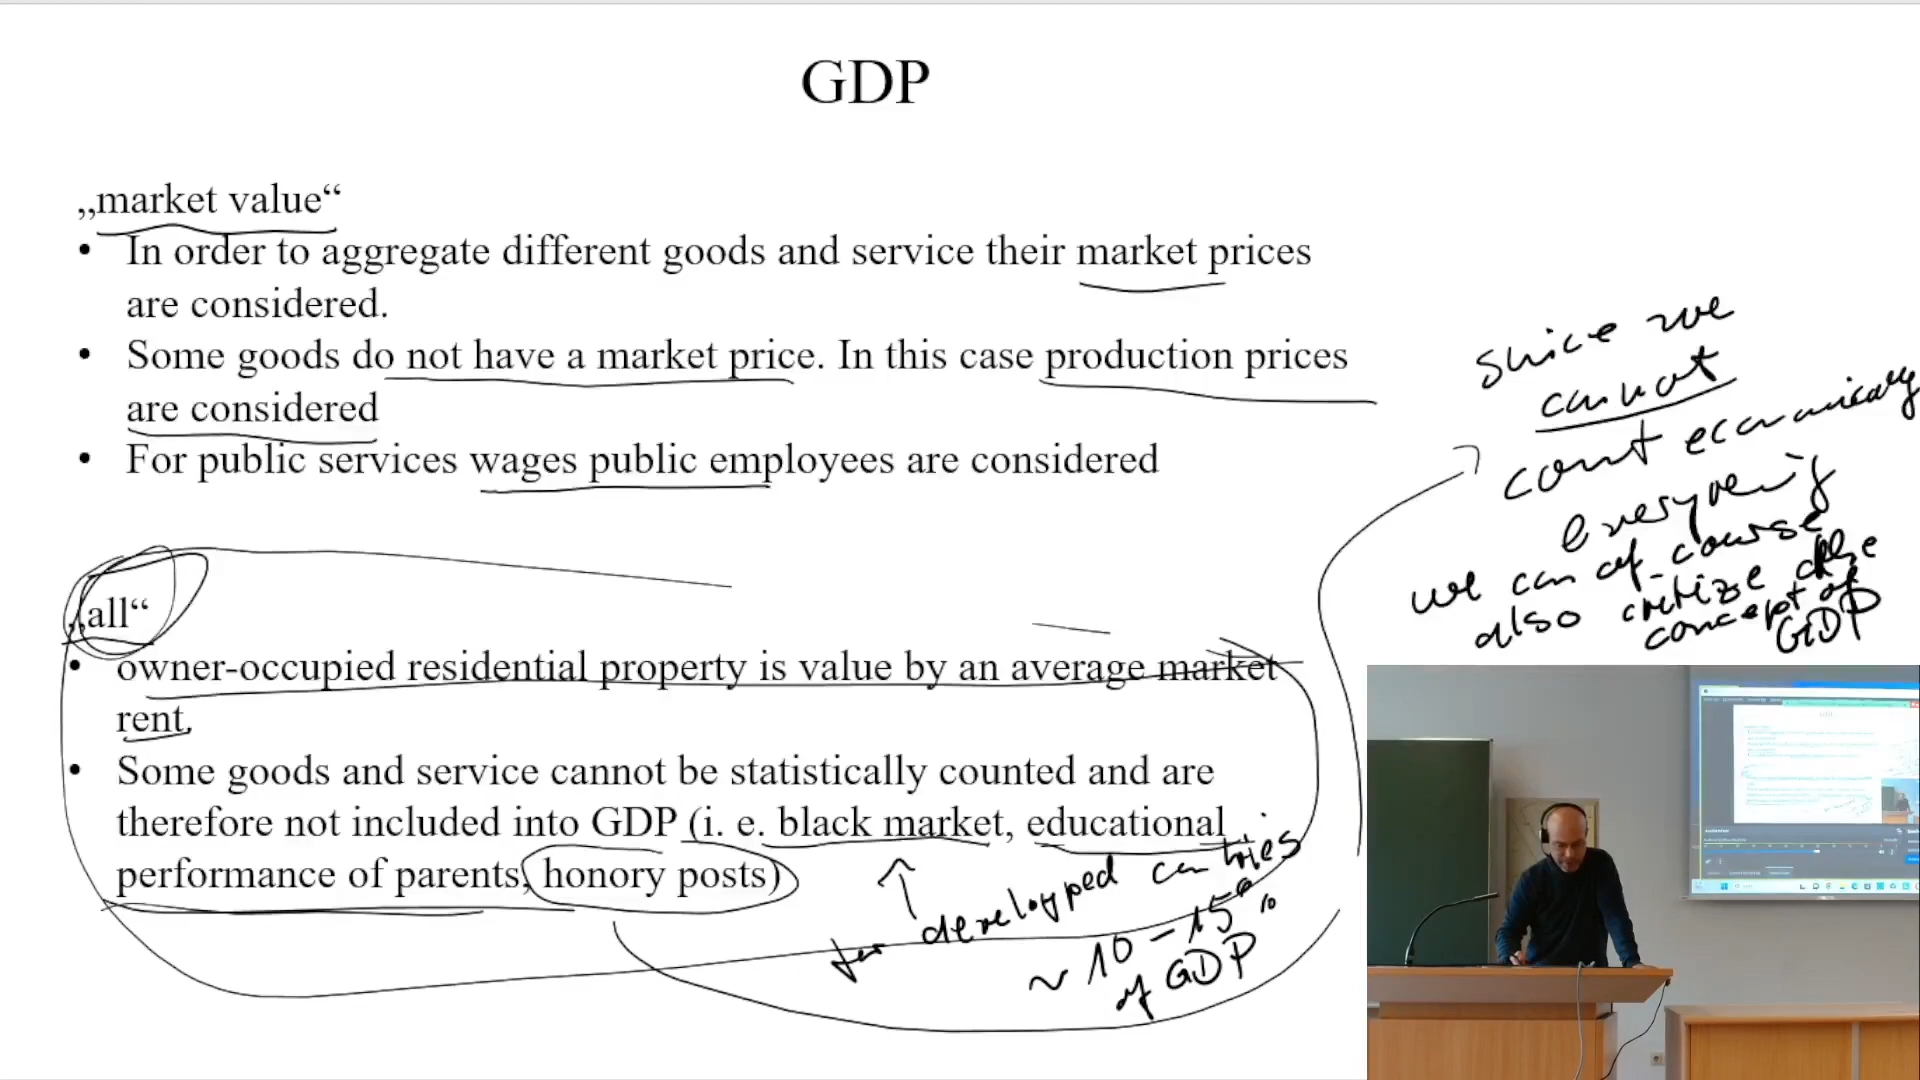 GDP
„market value“
• In order to aggregate different goods and service their market prices
are considered.
• Some goods do not have a market price. In this case production prices
are considered
• For public services wages public employees are considered
„all“
• owner-occupied residential property is value by an average market
rent.
• Some goods and service cannot be statistically counted and are
therefore not included into GDP (i. e. black market, educational
performance of parents, honory posts)
for developped countries
~ 10 - 15 %
of GDP
since we
cannot
count economically
everything
we can of course
also critize the
concept of
GDP